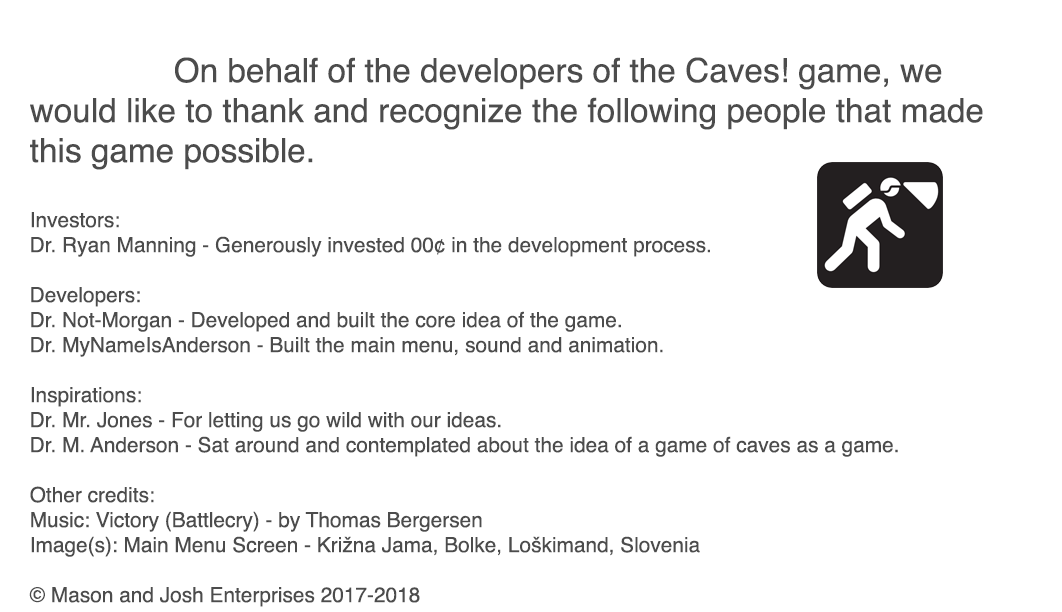 On behalf of the developers of the Caves! game, we
would like to thank and recognize the following people that made
this game possible.
Investors:
Dr. Ryan Manning - Generously invested 00¢ in the development process.
Developers:
Dr. Not-Morgan - Developed and built the core idea of the game.
Dr. MyNameIsAnderson - Built the main menu, sound and animation.
Inspirations:
Dr. Mr. Jones - For letting us go wild with our ideas.
Dr. M. Anderson - Sat around and contemplated about the idea of a game of caves as a game.
Other credits:
Music: Victory (Battlecry) - by Thomas Bergersen
Image(s): Main Menu Screen - Križna Jama, Bolke, Loškimand, Slovenia
© Mason and Josh Enterprises 2017-2018